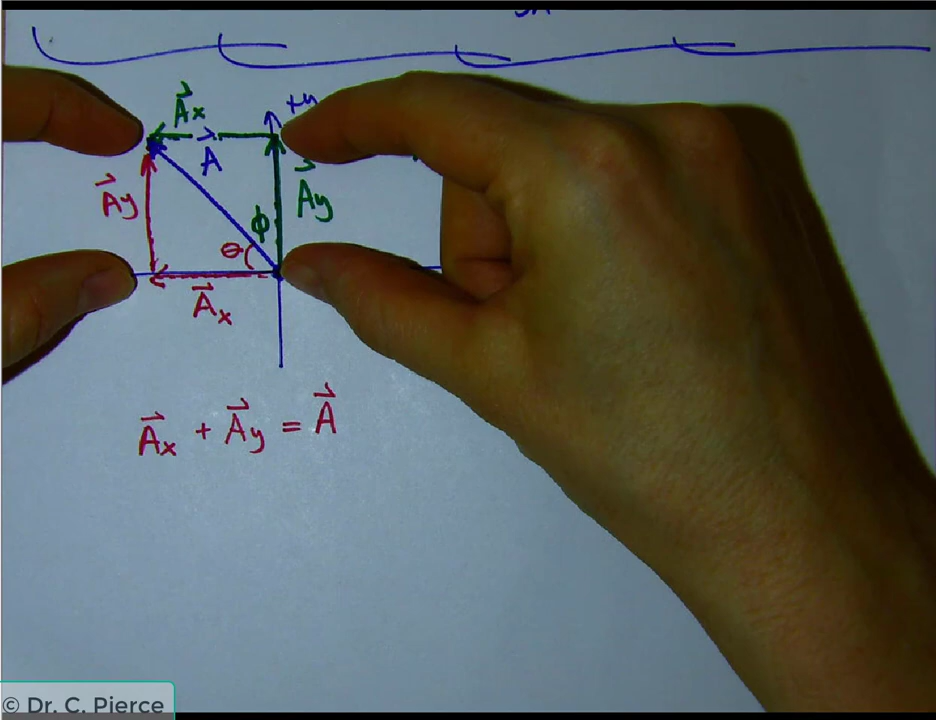 +y
A⃗x
A⃗
A⃗y
A⃗y
ϕ
θ
A⃗x
A⃗x + A⃗y = A⃗
© Dr. C. Pierce